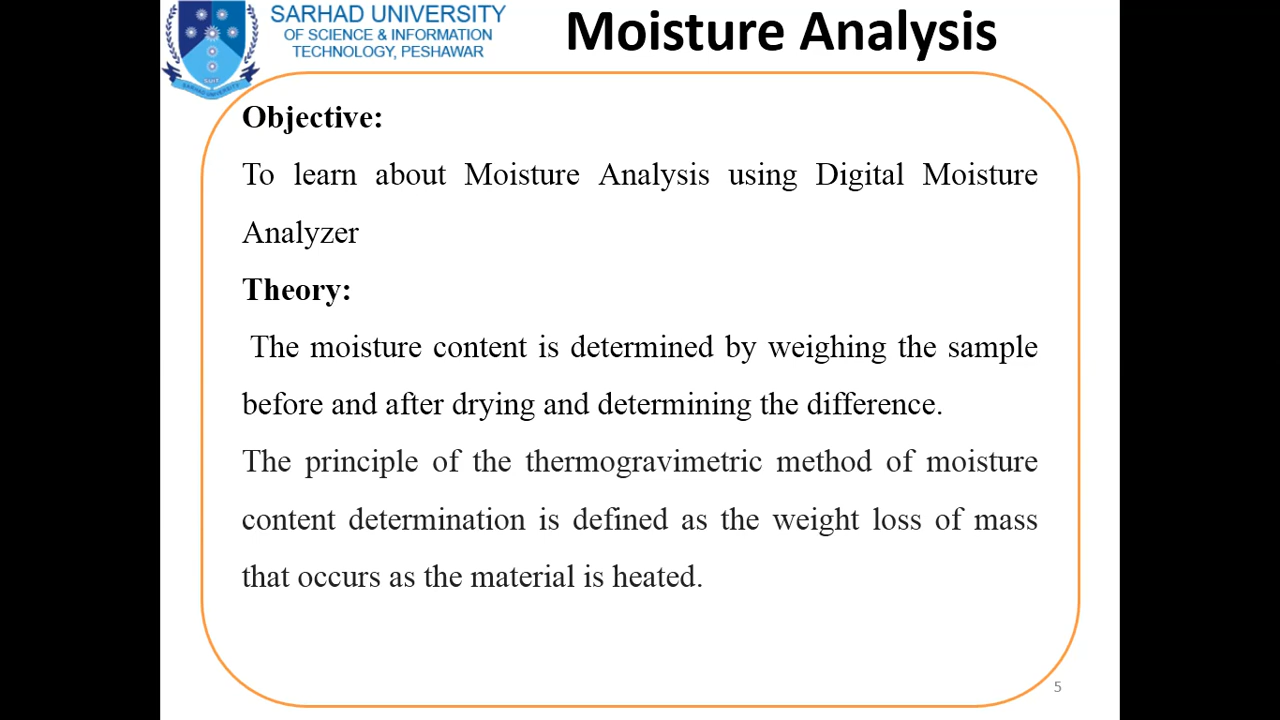 SARHAD UNIVERSITY
OF SCIENCE & INFORMATION
TECHNOLOGY, PESHAWAR
Moisture Analysis
Objective:
To learn about Moisture Analysis using Digital Moisture
Analyzer
Theory:
The moisture content is determined by weighing the sample
before and after drying and determining the difference.
The principle of the thermogravimetric method of moisture
content determination is defined as the weight loss of mass
that occurs as the material is heated.
5